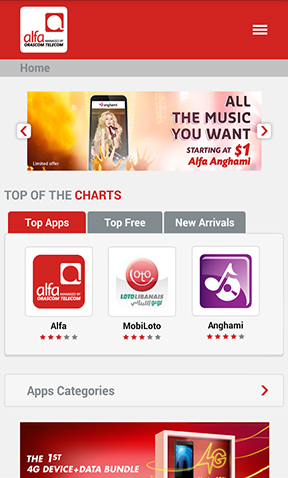 alfa
MANAGED BY
ORASCOM TELECOM
Home
anghami
ALL
THE MUSIC
YOU WANT
STARTING AT $1
Alfa Anghami
Limited offer
TOP OF THE CHARTS
Top Apps
Top Free
New Arrivals
alfa
MANAGED BY
ORASCOM TELECOM
loto
LOTO LIBANAIS
اللوتو اللبناني
Alfa
MobiLoto
Anghami
Apps Categories
THE 1ST
4G DEVICE+DATA BUNDLE
4G